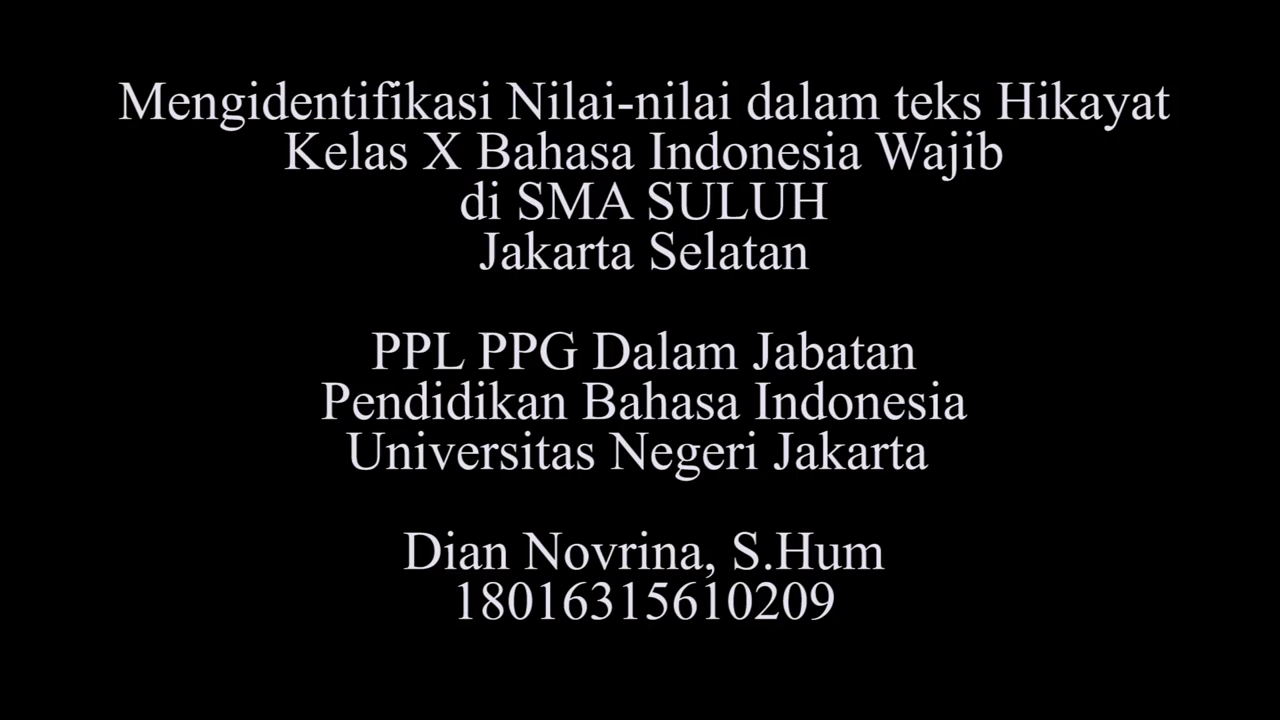 Mengidentifikasi Nilai-nilai dalam teks Hikayat
Kelas X Bahasa Indonesia Wajib
di SMA SULUH
Jakarta Selatan
PPL PPG Dalam Jabatan
Pendidikan Bahasa Indonesia
Universitas Negeri Jakarta
Dian Novrina, S.Hum
18016315610209